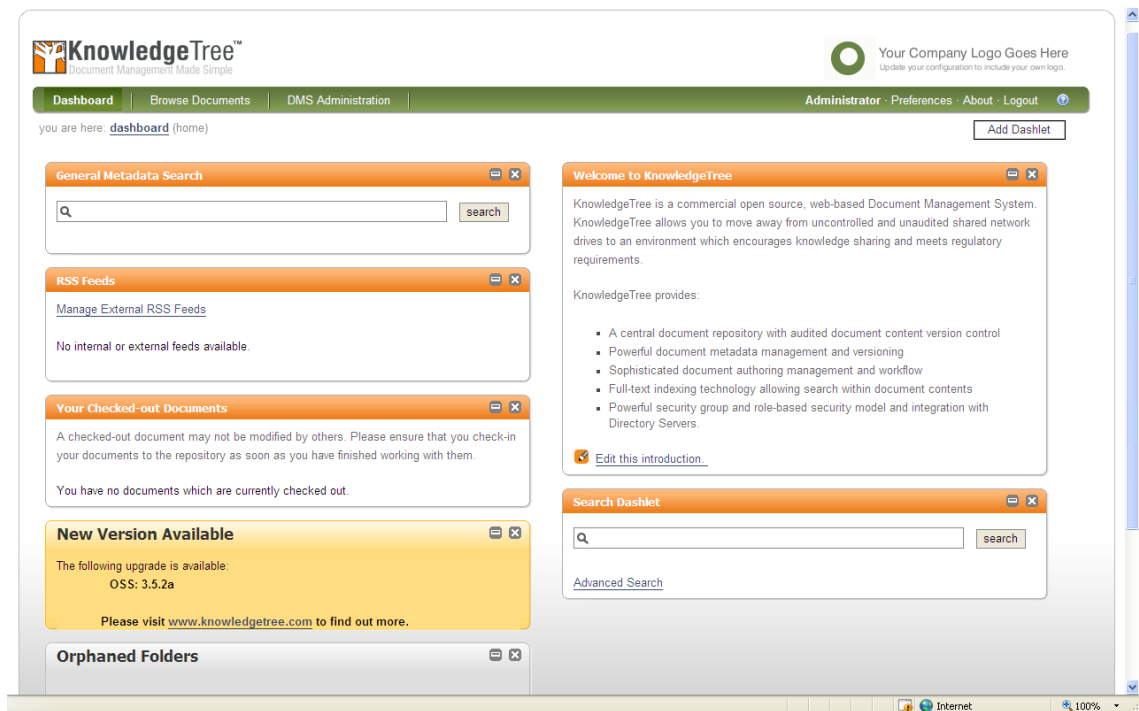 KnowledgeTree™
Document Management Made Simple
Your Company Logo Goes Here
Update your configuration to include your own logo.
Dashboard Browse Documents DMS Administration
Administrator · Preferences · About · Logout ?
you are here: dashboard (home)
Add Dashlet
General Metadata Search
search
RSS Feeds
Manage External RSS Feeds
No internal or external feeds available.
Your Checked-out Documents
A checked-out document may not be modified by others. Please ensure that you check-in
your documents to the repository as soon as you have finished working with them.
You have no documents which are currently checked out.
New Version Available
The following upgrade is available:
OSS: 3.5.2a
Please visit www.knowledgetree.com to find out more.
Orphaned Folders
Welcome to KnowledgeTree
KnowledgeTree is a commercial open source, web-based Document Management System.
KnowledgeTree allows you to move away from uncontrolled and unaudited shared network
drives to an environment which encourages knowledge sharing and meets regulatory
requirements.
KnowledgeTree provides:
▪ A central document repository with audited document content version control
▪ Powerful document metadata management and versioning
▪ Sophisticated document authoring management and workflow
▪ Full-text indexing technology allowing search within document contents
▪ Powerful security group and role-based security model and integration with
Directory Servers.
Edit this introduction.
Search Dashlet
search
Advanced Search
Internet
100%